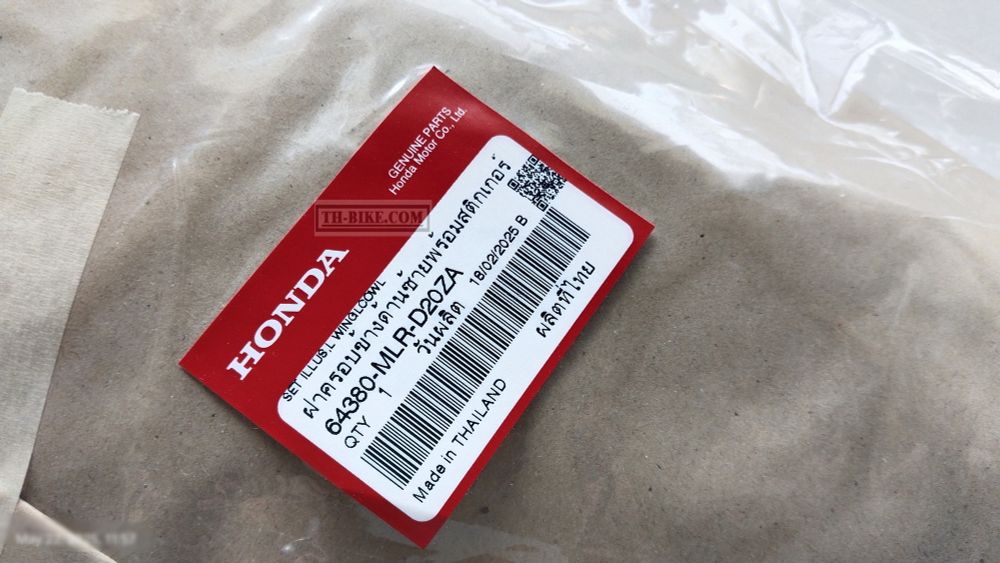 GENUINE PARTS
Honda Motor Co., Ltd.
HONDA
TH-BIKE.COM
SET ILLUS.L WINGLCOWL
ฝาครอบข้างด้านซ้ายพร้อมสติกเกอร์
64380-MLR-D20ZA
QTY 1 วันผลิต 18/02/2025 B
Made in THAILAND ผลิตที่ไทย